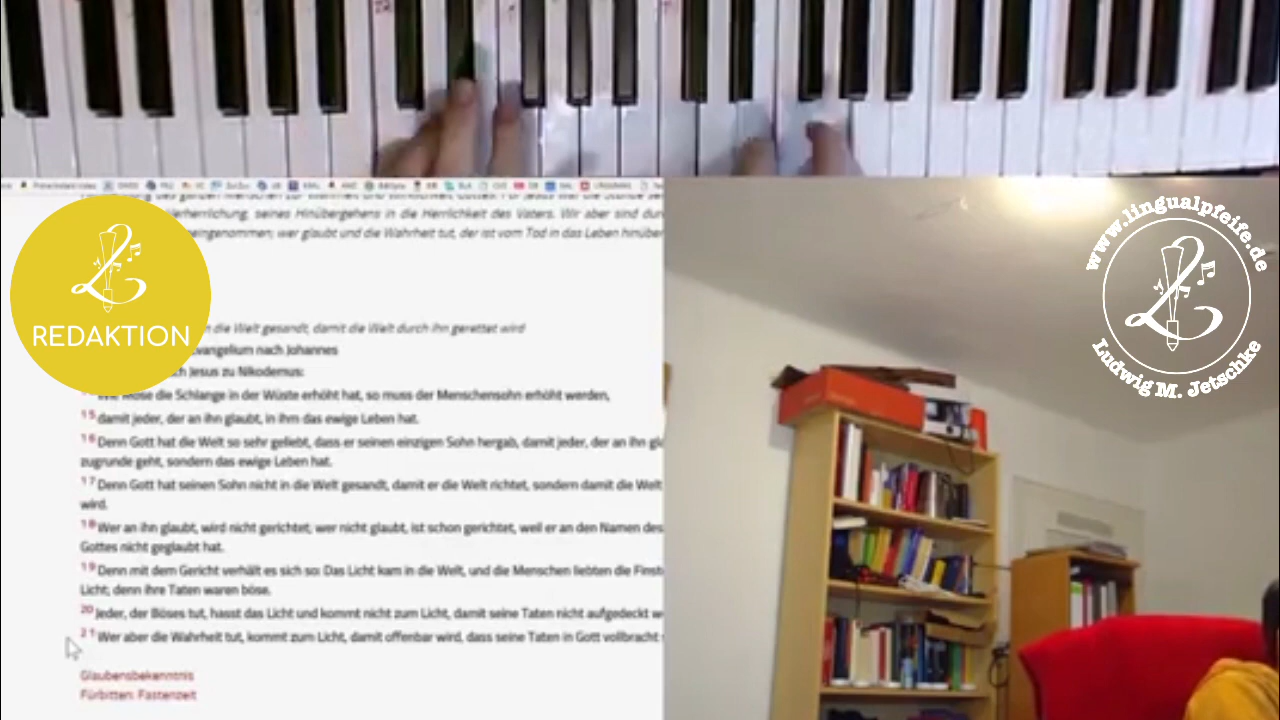 erherrlichung, seines Hinübergehens in die Herrlichkeit des Vaters. Wir aber sind
eingenommen; wer glaubt und die Wahrheit tut, der ist vom Tod in das Leben
in die Welt gesandt, damit die Welt durch ihn gerettet wird
Evangelium nach Johannes
Jesus zu Nikodemus:
Mose die Schlange in der Wüste erhöht hat, so muss der Menschensohn erhöht werden,
15 damit jeder, der an ihn glaubt, in ihm das ewige Leben hat.
16 Denn Gott hat die Welt so sehr geliebt, dass er seinen einzigen Sohn hergab, damit jeder, der an ihn
zugrunde geht, sondern das ewige Leben hat.
17 Denn Gott hat seinen Sohn nicht in die Welt gesandt, damit er die Welt richtet, sondern damit die Welt
wird.
18 Wer an ihn glaubt, wird nicht gerichtet; wer nicht glaubt, ist schon gerichtet, weil er an den Namen des
Gottes nicht geglaubt hat.
19 Denn mit dem Gericht verhält es sich so: Das Licht kam in die Welt, und die Menschen liebten die Finst
Licht; denn ihre Taten waren böse.
20 Jeder, der Böses tut, hasst das Licht und kommt nicht zum Licht, damit seine Taten nicht aufgedeckt
21 Wer aber die Wahrheit tut, kommt zum Licht, damit offenbar wird, dass seine Taten in Gott vollbracht
Glaubensbekenntnis
Fürbitten: Fastenzeit
REDAKTION
www.lingualpfeife.de
Ludwig M. Jetschke